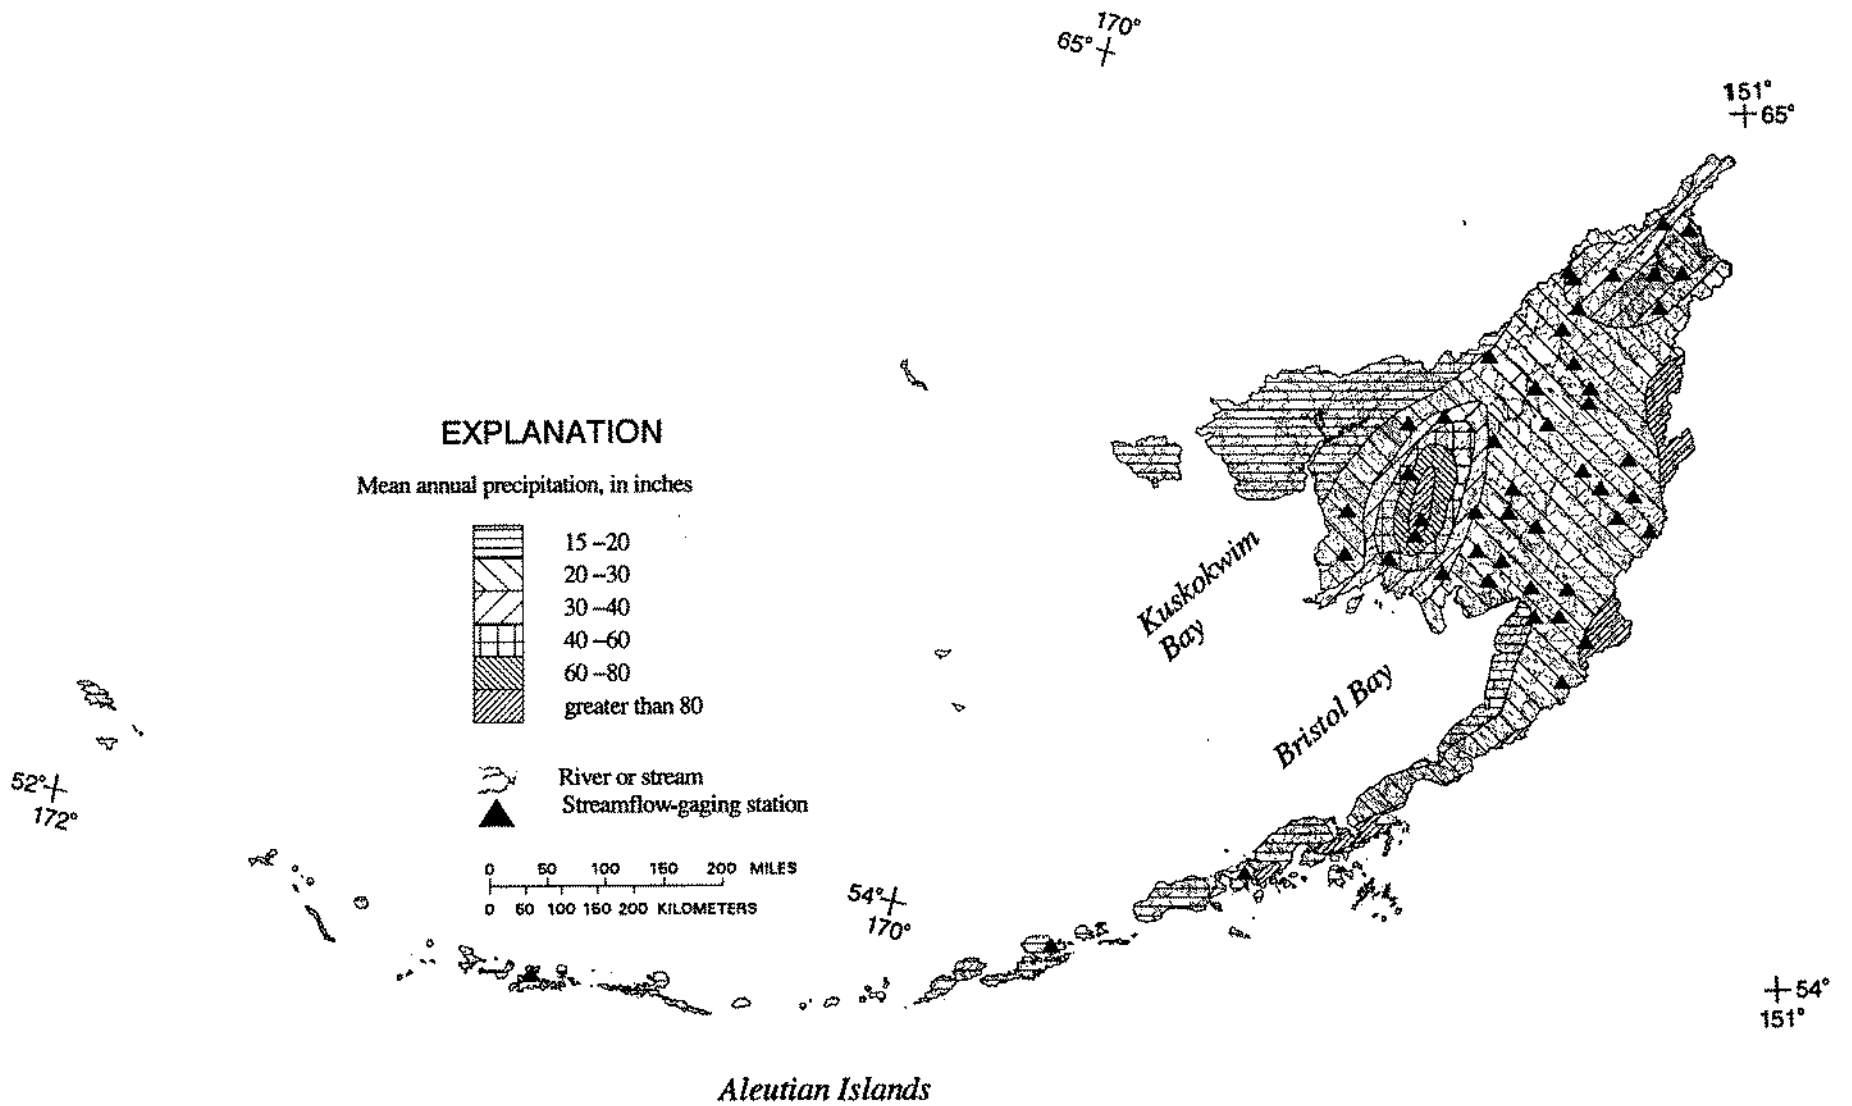 170°
65°
151°
65°
EXPLANATION
Mean annual precipitation, in inches
15–20
20–30
30–40
40–60
60–80
greater than 80
River or stream
Streamflow-gaging station
0 50 100 150 200 MILES
0 50 100 150 200 KILOMETERS
Kuskokwim
Bay
Bristol Bay
52°
172°
54°
170°
54°
151°
Aleutian Islands